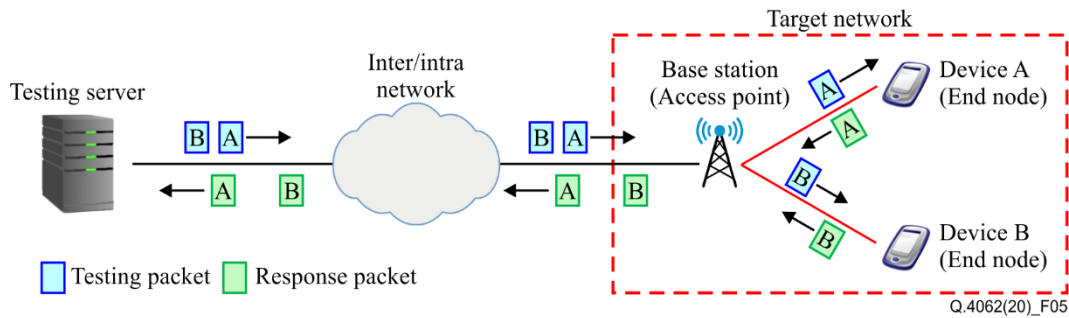 Target network
Inter/intra
network
Base station
(Access point)
Device A
(End node)
Testing server
A
B A
B A
A
B
A B
A B
B
Device B
(End node)
Testing packet
Response packet
Q.4062(20)_F05